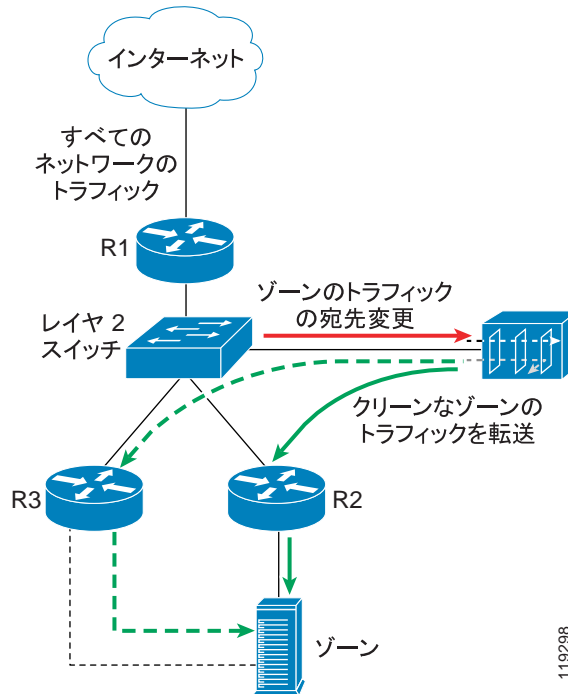 インターネット
すべての
ネットワークの
トラフィック
R1
ゾーンのトラフィック
の宛先変更
レイヤ 2
スイッチ
クリーンなゾーンの
トラフィックを転送
R3
R2
ゾーン
119298